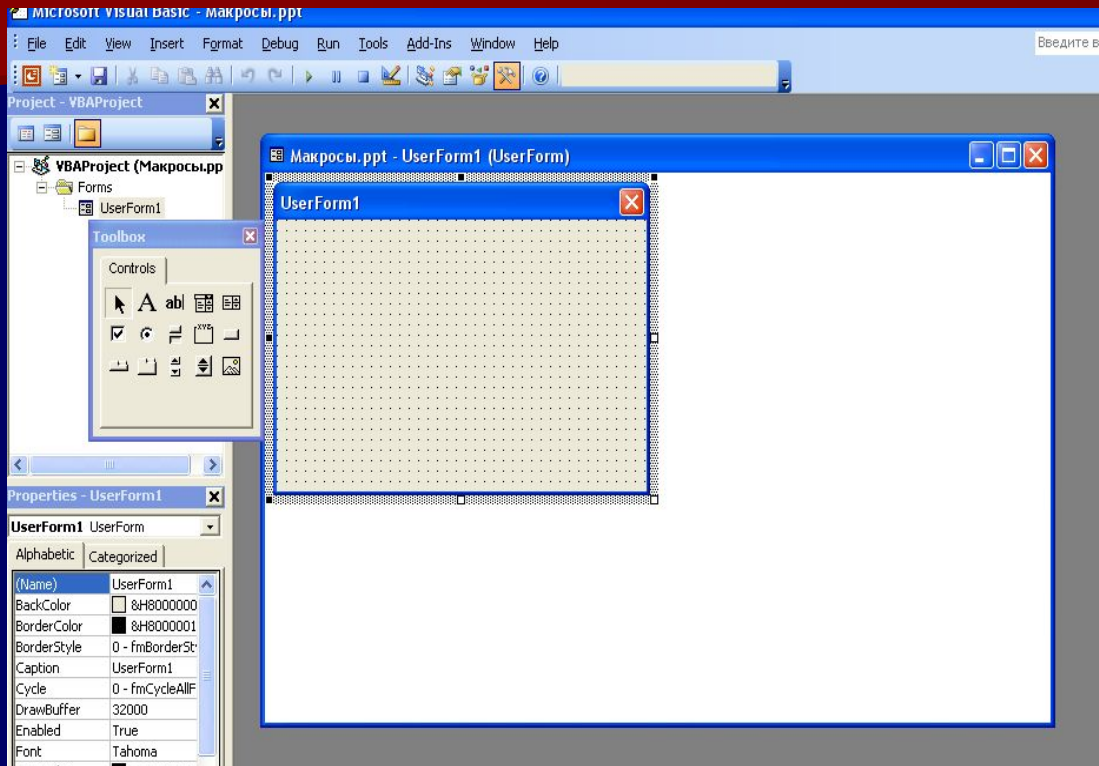 Microsoft Visual Basic - Макросы.ppt
File Edit View Insert Format Debug Run Tools Add-Ins Window Help
Введите в
Project - VBAProject
VBAProject (Макросы.pp
Forms
UserForm1
Toolbox
Controls
A ab
XYZ
Макросы.ppt - UserForm1 (UserForm)
UserForm1
Properties - UserForm1
UserForm1 UserForm
Alphabetic Categorized
(Name) UserForm1
BackColor &H8000000
BorderColor &H8000001
BorderStyle 0 - fmBorderSt
Caption UserForm1
Cycle 0 - fmCycleAllF
DrawBuffer 32000
Enabled True
Font Tahoma